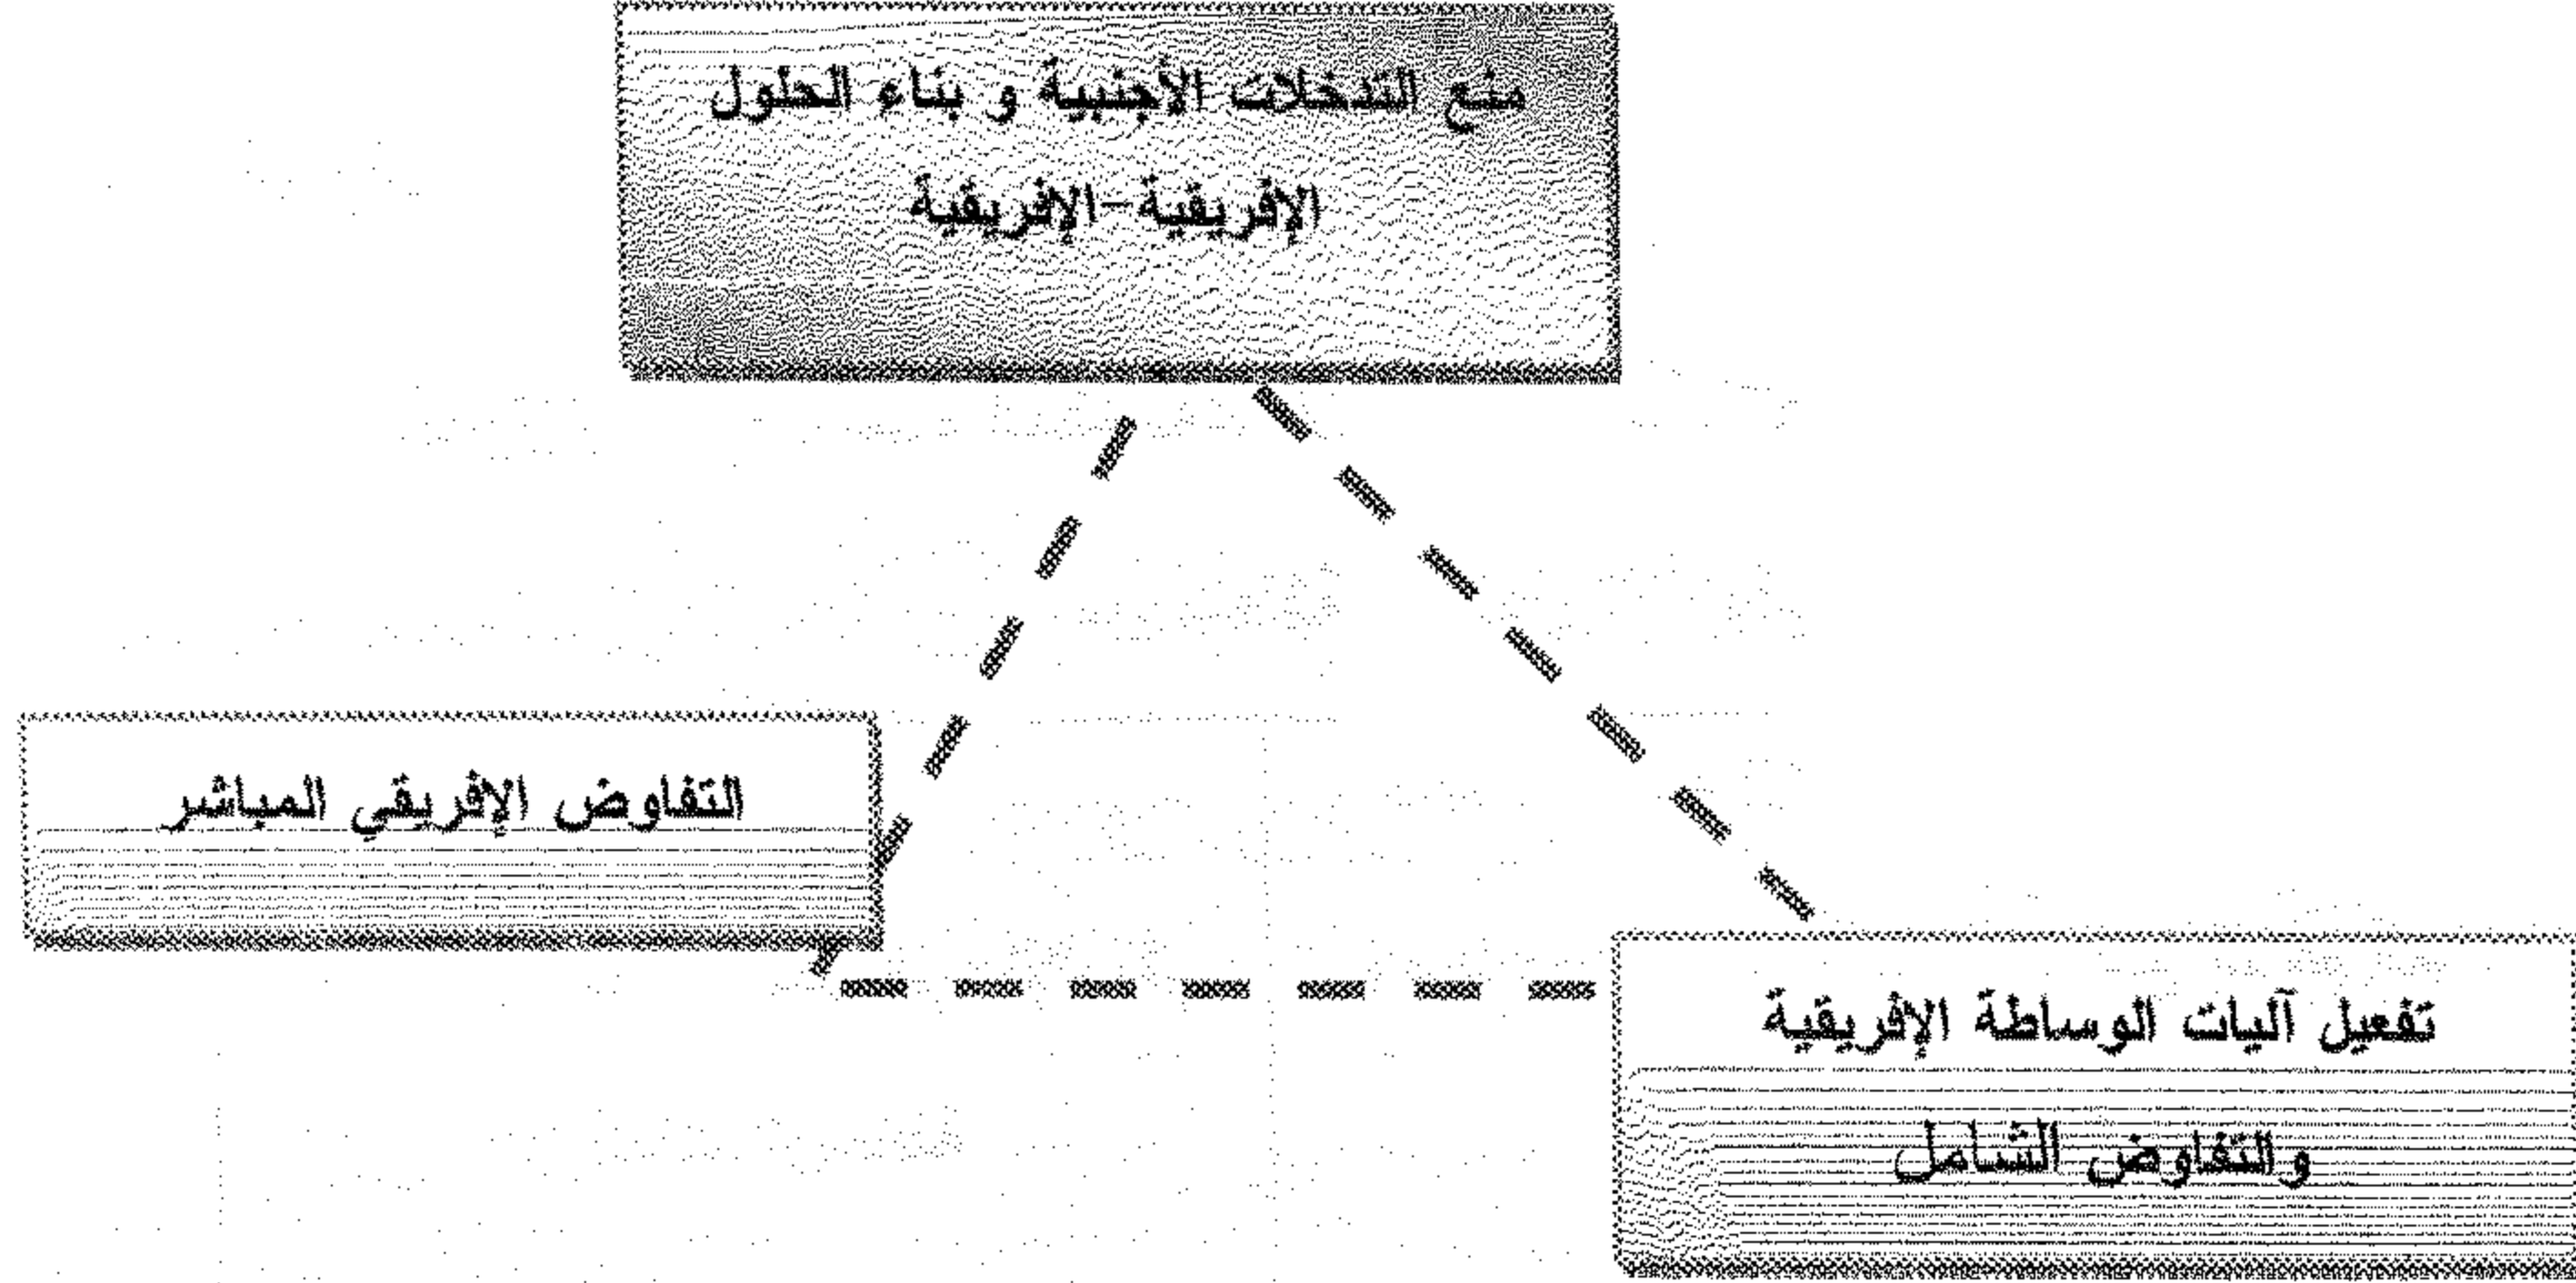 منع التدخلات الأجنبية و بناء الحلول
الإفريقية-الإفريقية
التفاوض الإفريقي المباشر
تفعيل آليات الوساطة الإفريقية
والتفاوض الشامل